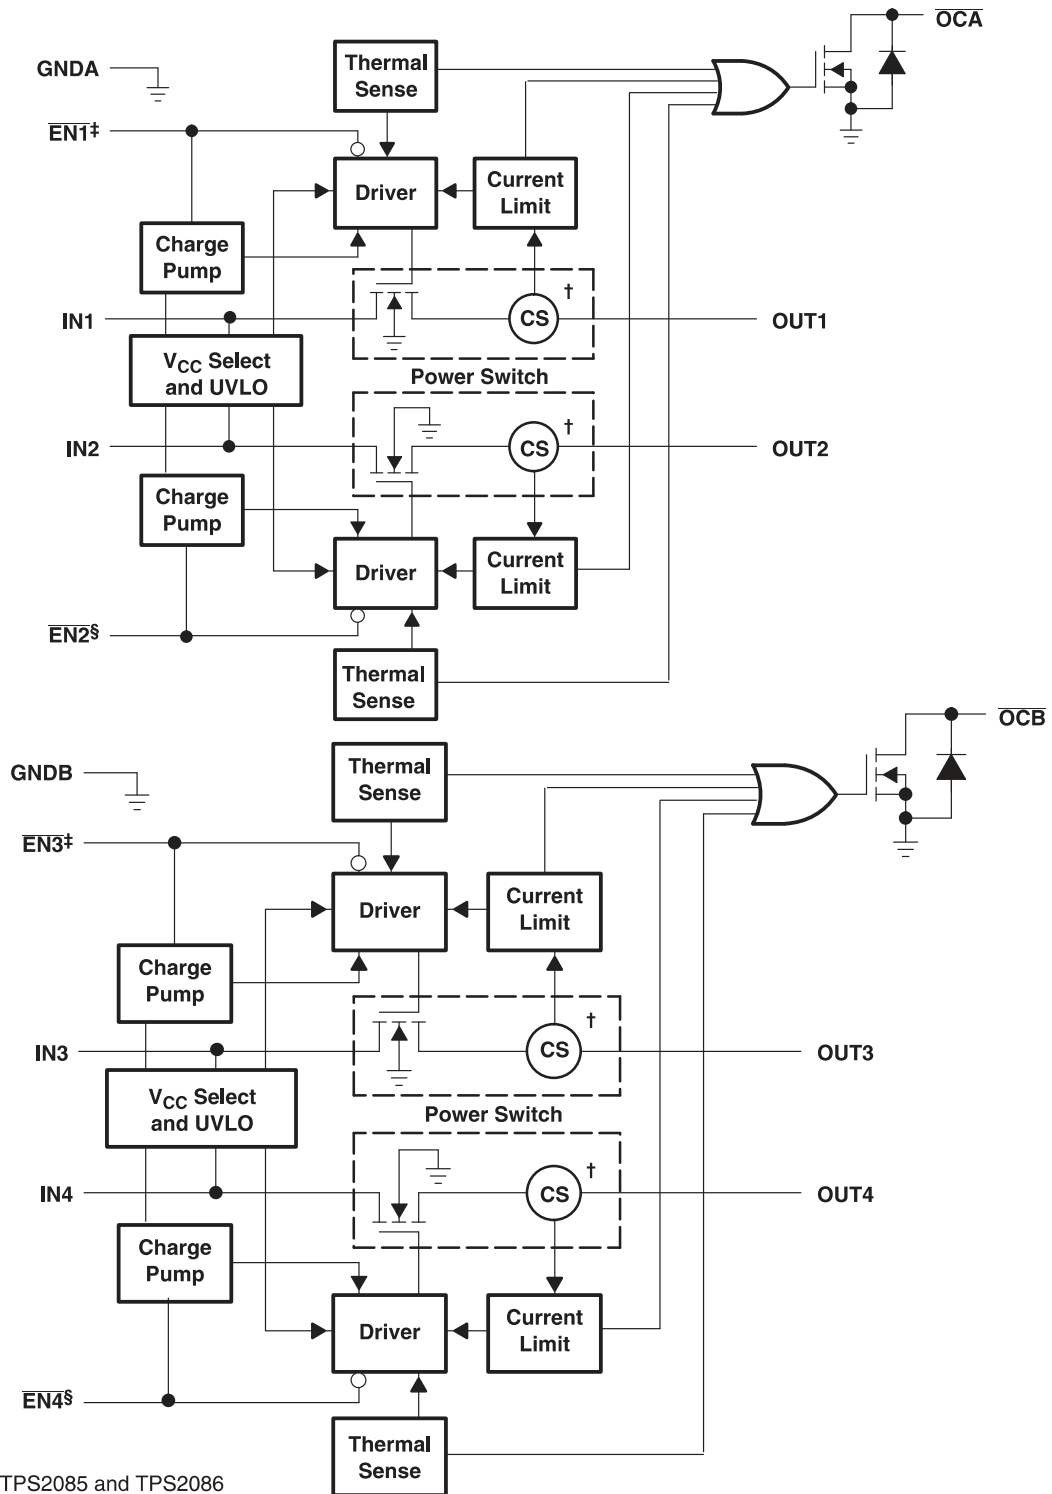 OCA
GNDA
Thermal
Sense
EN1‡
Driver
Current
Limit
Charge
Pump
IN1
CS
†
OUT1
VCC Select
and UVLO
Power Switch
IN2
CS
†
OUT2
Charge
Pump
Driver
Current
Limit
EN2§
Thermal
Sense
OCB
GNDB
Thermal
Sense
EN3‡
Driver
Current
Limit
Charge
Pump
IN3
CS
†
OUT3
VCC Select
and UVLO
Power Switch
IN4
CS
†
OUT4
Charge
Pump
Driver
Current
Limit
EN4§
Thermal
Sense
TPS2085 and TPS2086